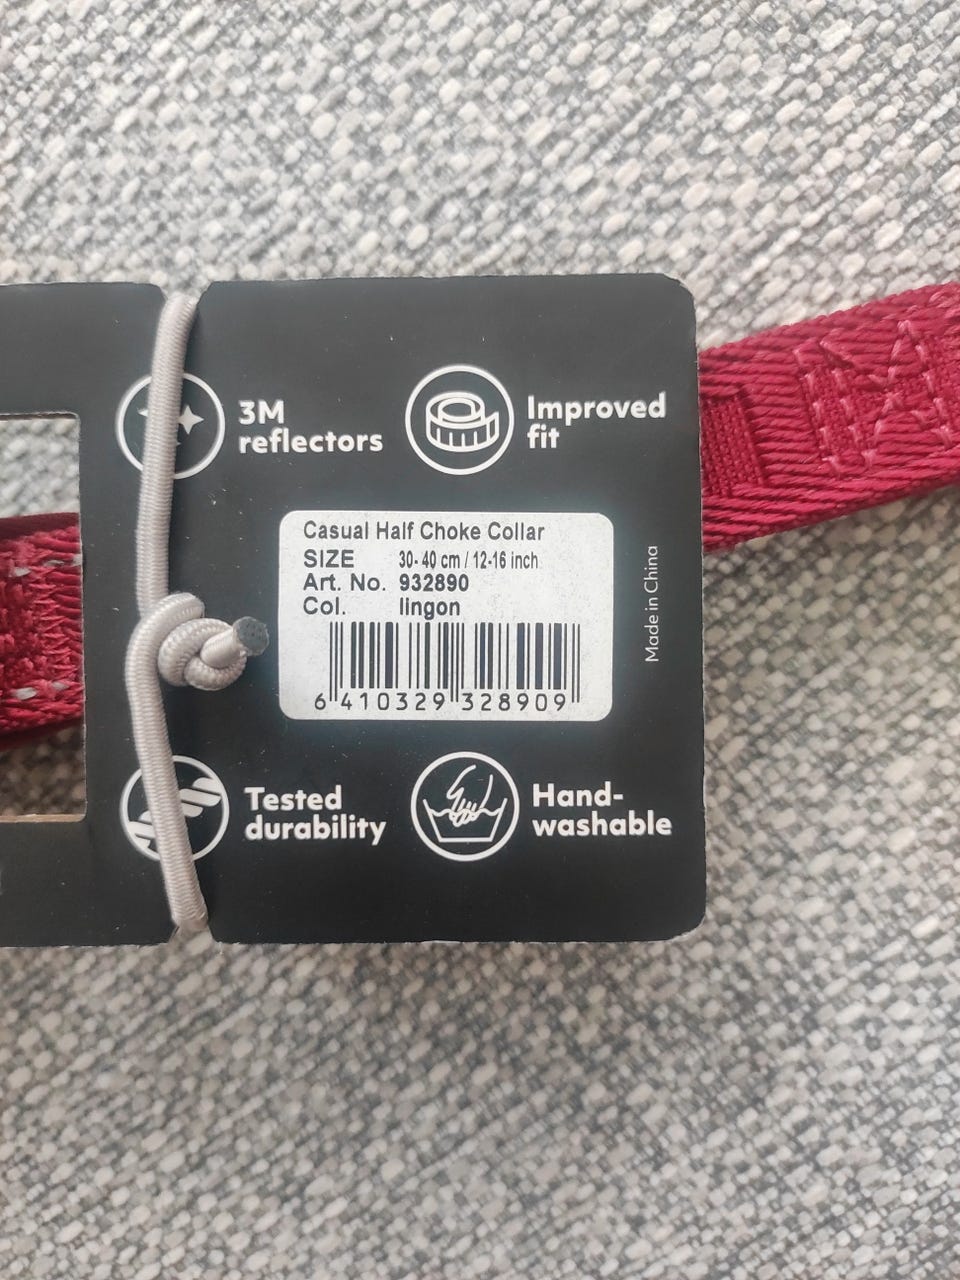 3M
reflectors
Improved
fit
Casual Half Choke Collar
SIZE 30-40 cm / 12-16 inch
Art. No. 932890
Col. lingon
6 410329 328909
Made in China
Tested
durability
Hand-
washable